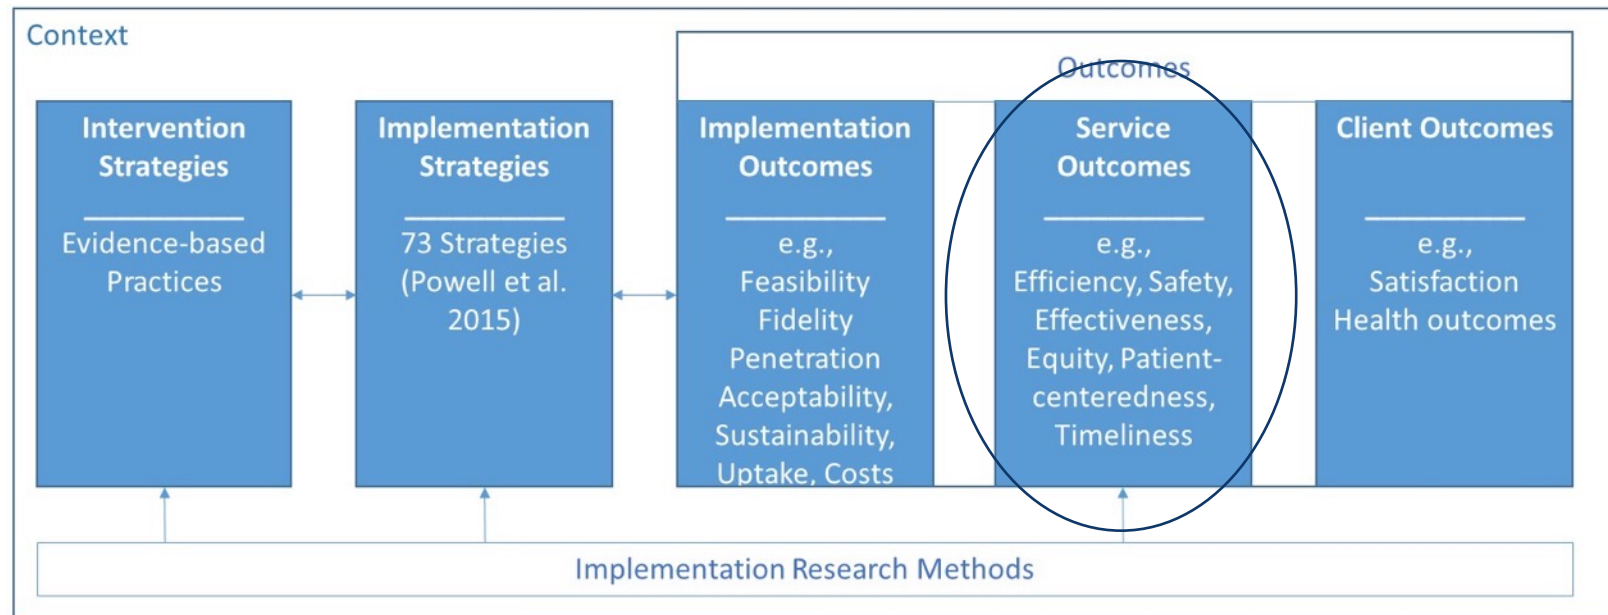 Context
Outcomes
Intervention
Strategies
Evidence-based
Practices
Implementation
Strategies
73 Strategies
(Powell et al.
2015)
Implementation
Outcomes
e.g.,
Feasibility
Fidelity
Penetration
Acceptability,
Sustainability,
Uptake, Costs
Service
Outcomes
e.g.,
Efficiency, Safety,
Effectiveness,
Equity, Patient-
centeredness,
Timeliness
Client Outcomes
e.g.,
Satisfaction
Health outcomes
Implementation Research Methods